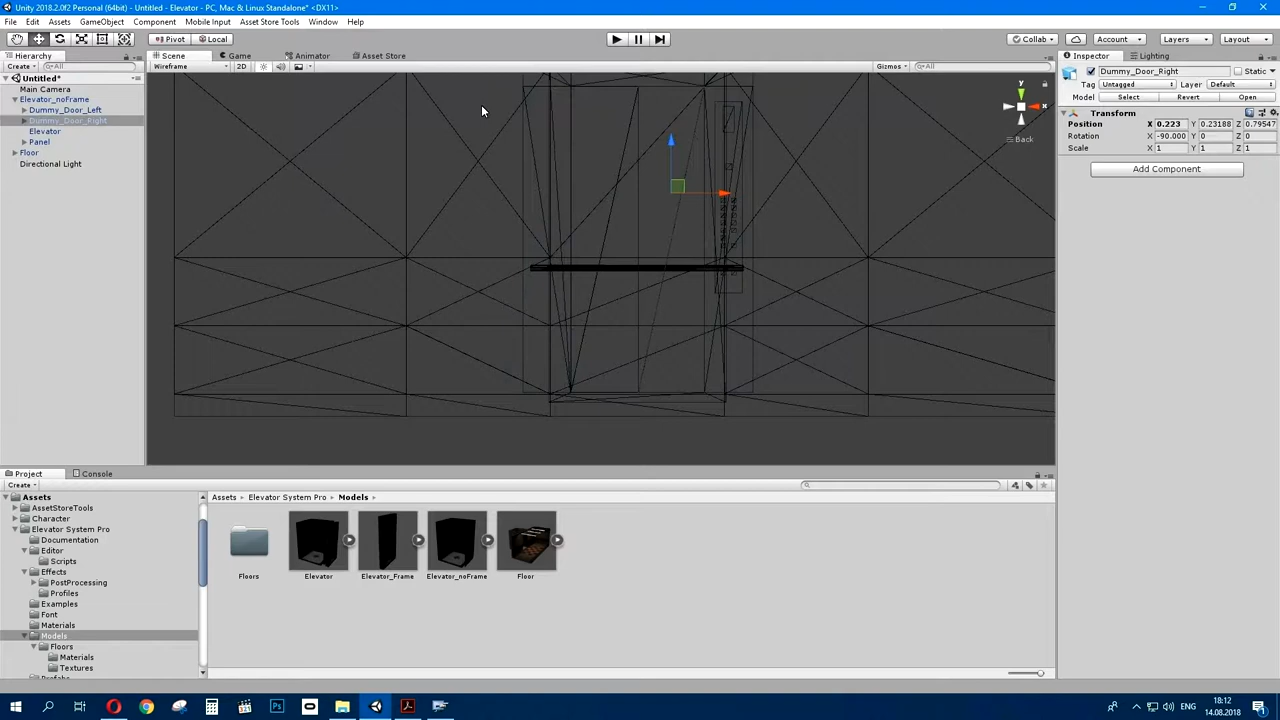 Unity 2018.2.0f2 Personal (64bit) - Untitled - Elevator - PC, Mac & Linux Standalone* <DX11>
File Edit Assets GameObject Component Mobile Input Asset Store Tools Window Help
Pivot Local Collab Account Layers Layout
Hierarchy Scene Game Animator Asset Store Inspector Lighting
Create All Wireframe 2D Gizmos All Dummy_Door_Right Static
Untitled*
Main Camera
Elevator_noFrame
Dummy_Door_Left
Dummy_Door_Right
Elevator
Panel
Floor
Directional Light
y
x
Back
Tag Untagged Layer Default
Model Select Revert Open
Transform
Position X 0.223 Y 0.23188 Z 0.79547
Rotation X -90.000 Y 0 Z 0
Scale X 1 Y 1 Z 1
Add Component
Project Console
Create
Assets
AssetStoreTools
Character
Elevator System Pro
Documentation
Editor
Scripts
Effects
PostProcessing
Profiles
Examples
Font
Materials
Models
Floors
Materials
Textures
Assets Elevator System Pro Models
Floors Elevator Elevator_Frame Elevator_noFrame Floor
ENG 18:12
14.08.2018